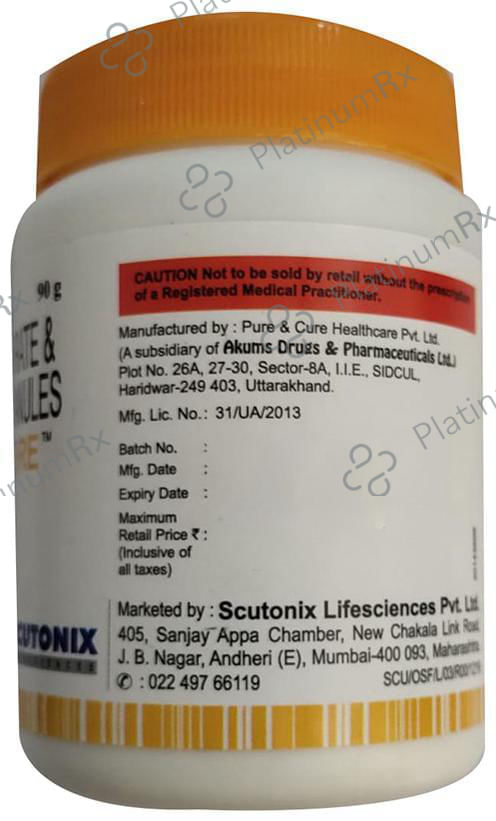 90 g
ATE &
NULES
RE™
CUTONIX
CAUTION Not to be sold by retail without the prescription
of a Registered Medical Practitioner.
Manufactured by : Pure & Cure Healthcare Pvt. Ltd.
(A subsidiary of Akums Drugs & Pharmaceuticals Ltd.)
Plot No. 26A, 27-30, Sector-8A, I.I.E., SIDCUL,
Haridwar-249 403, Uttarakhand.
Mfg. Lic. No.: 31/UA/2013
Batch No. :
Mfg. Date :
Expiry Date :
Maximum
Retail Price ₹ :
(Inclusive of
all taxes)
Marketed by : Scutonix Lifesciences Pvt. Ltd.
405, Sanjay Appa Chamber, New Chakala Link Road,
J. B. Nagar, Andheri (E), Mumbai-400 093, Maharashtra.
✆ : 022 497 66119
PlatinumRx
PlatinumRx
PlatinumRx
PlatinumRx